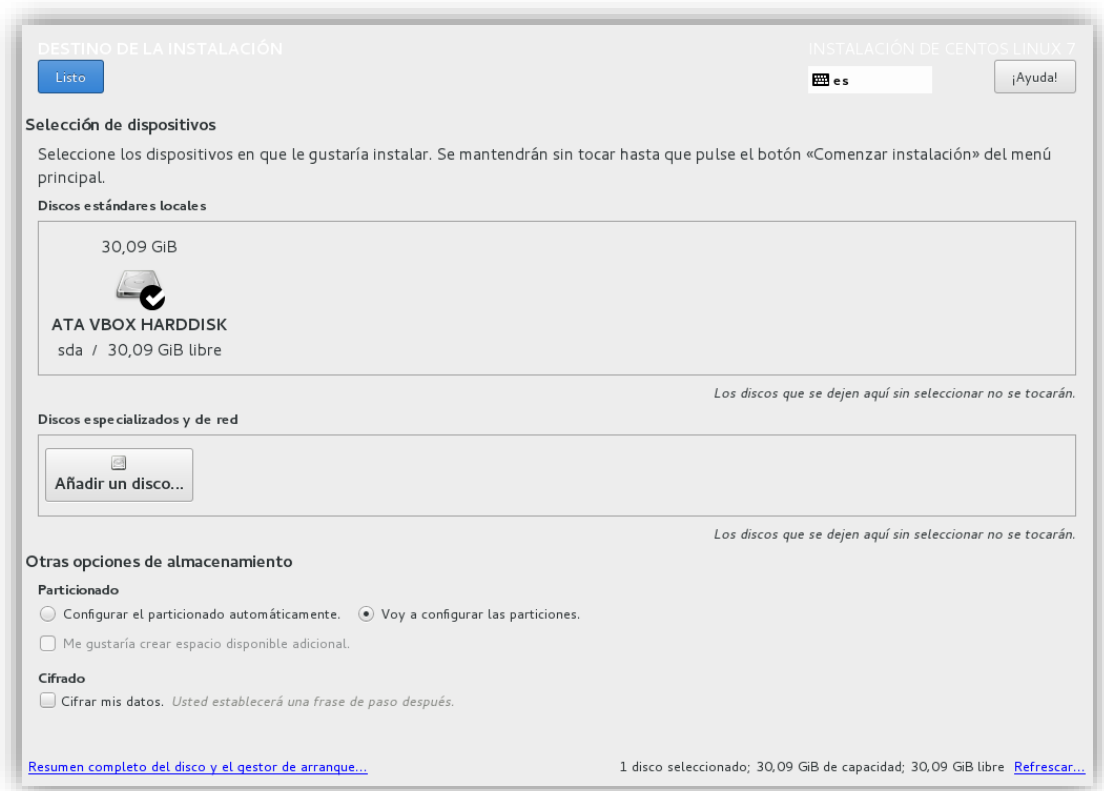 DESTINO DE LA INSTALACIÓN
INSTALACIÓN DE CENTOS LINUX 7
Listo
es
¡Ayuda!
Selección de dispositivos
Seleccione los dispositivos en que le gustaría instalar. Se mantendrán sin tocar hasta que pulse el botón «Comenzar instalación» del menú
principal.
Discos estándares locales
30,09 GiB
ATA VBOX HARDDISK
sda / 30,09 GiB libre
Los discos que se dejen aquí sin seleccionar no se tocarán.
Discos especializados y de red
Añadir un disco...
Los discos que se dejen aquí sin seleccionar no se tocarán.
Otras opciones de almacenamiento
Particionado
Configurar el particionado automáticamente. Voy a configurar las particiones.
Me gustaría crear espacio disponible adicional.
Cifrado
Cifrar mis datos. Usted establecerá una frase de paso después.
Resumen completo del disco y el gestor de arranque...
1 disco seleccionado; 30,09 GiB de capacidad; 30,09 GiB libre Refrescar...